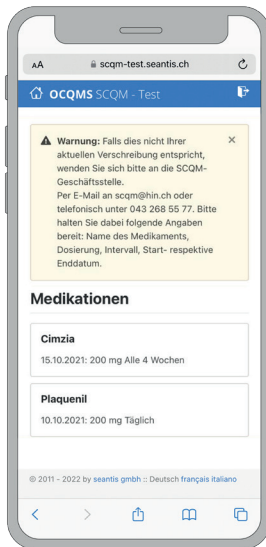 AA scqm-test.seantis.ch
OCQMS SCQM - Test
Warnung: Falls dies nicht Ihrer
aktuellen Verschreibung entspricht,
wenden Sie sich bitte an die SCQM-
Geschäftsstelle.
Per E-Mail an scqm@hin.ch oder
telefonisch unter 043 268 55 77. Bitte
halten Sie dabei folgende Angaben
bereit: Name des Medikaments,
Dosierung, Intervall, Start- respektive
Enddatum.
Medikationen
Cimzia
15.10.2021: 200 mg Alle 4 Wochen
Plaquenil
10.10.2021: 200 mg Täglich
© 2011 - 2022 by seantis gmbh :: Deutsch français italiano